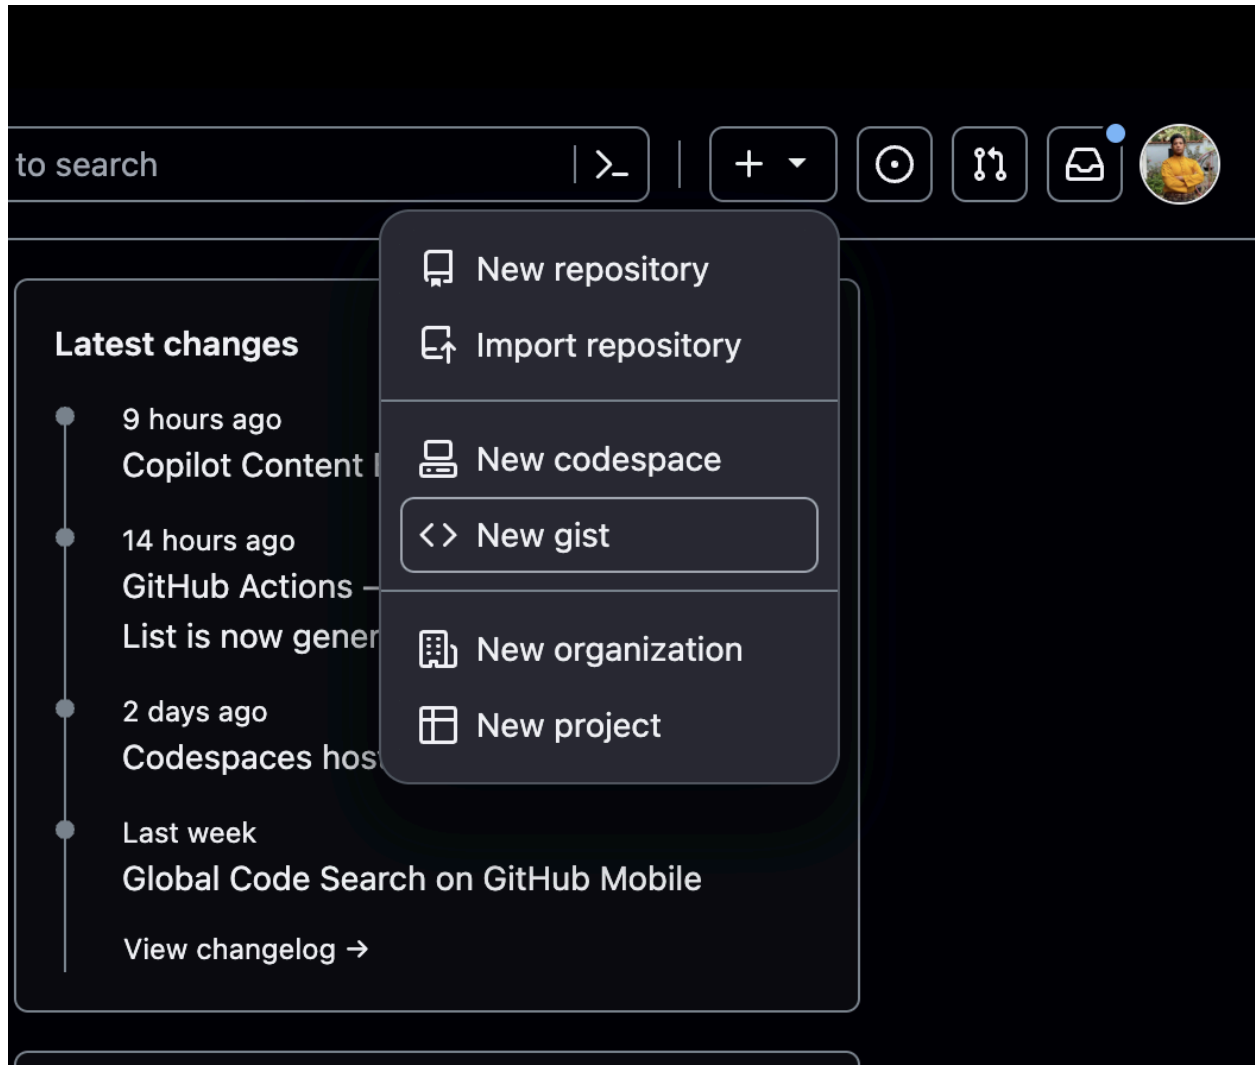 to search
New repository
Import repository
New codespace
New gist
New organization
New project
Latest changes
9 hours ago
Copilot Content
14 hours ago
GitHub Actions –
List is now gener
2 days ago
Codespaces host
Last week
Global Code Search on GitHub Mobile
View changelog →